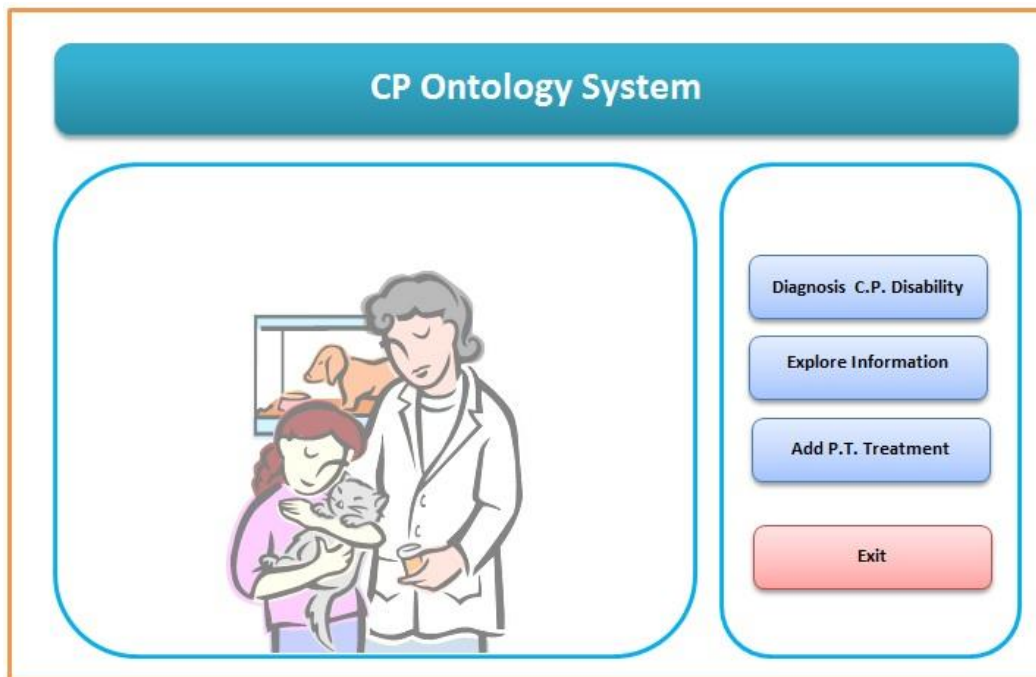 CP Ontology System
Diagnosis  C.P. Disability
Explore Information
Add P.T. Treatment
Exit